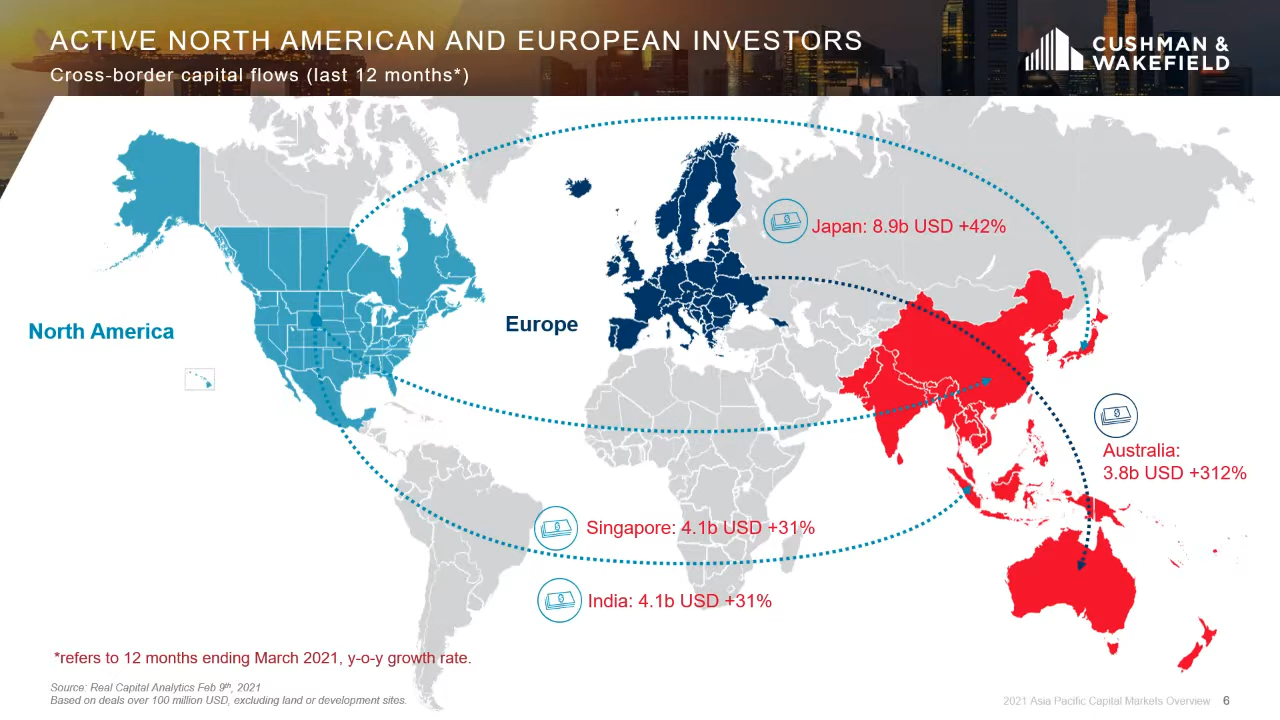 ACTIVE NORTH AMERICAN AND EUROPEAN INVESTORS
Cross-border capital flows (last 12 months*)
CUSHMAN &
WAKEFIELD
Japan: 8.9b USD +42%
North America
Europe
Australia:
3.8b USD +312%
Singapore: 4.1b USD +31%
India: 4.1b USD +31%
*refers to 12 months ending March 2021, y-o-y growth rate.
Source: Real Capital Analytics Feb 9th, 2021
Based on deals over 100 million USD, excluding land or development sites.
2021 Asia Pacific Capital Markets Overview 6